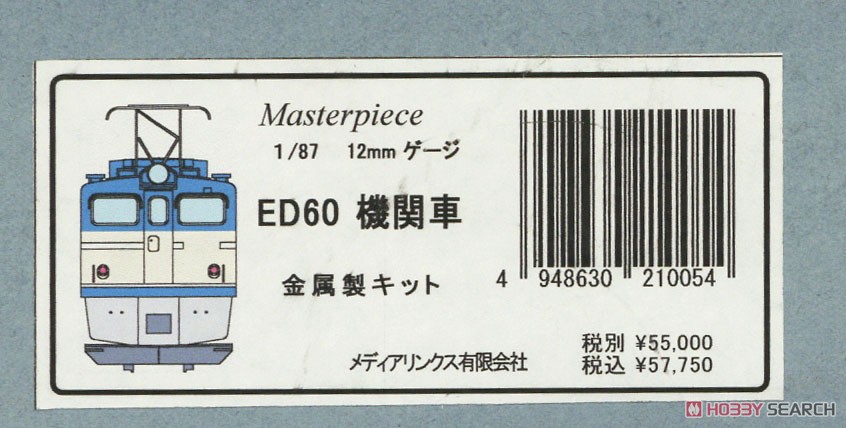 Masterpiece
1/87 12mm ゲージ
ED60 機関車
金属製キット
4 948630 210054
メディアリンクス有限会社
税別 ¥55,000
税込 ¥57,750
HOBBY SEARCH